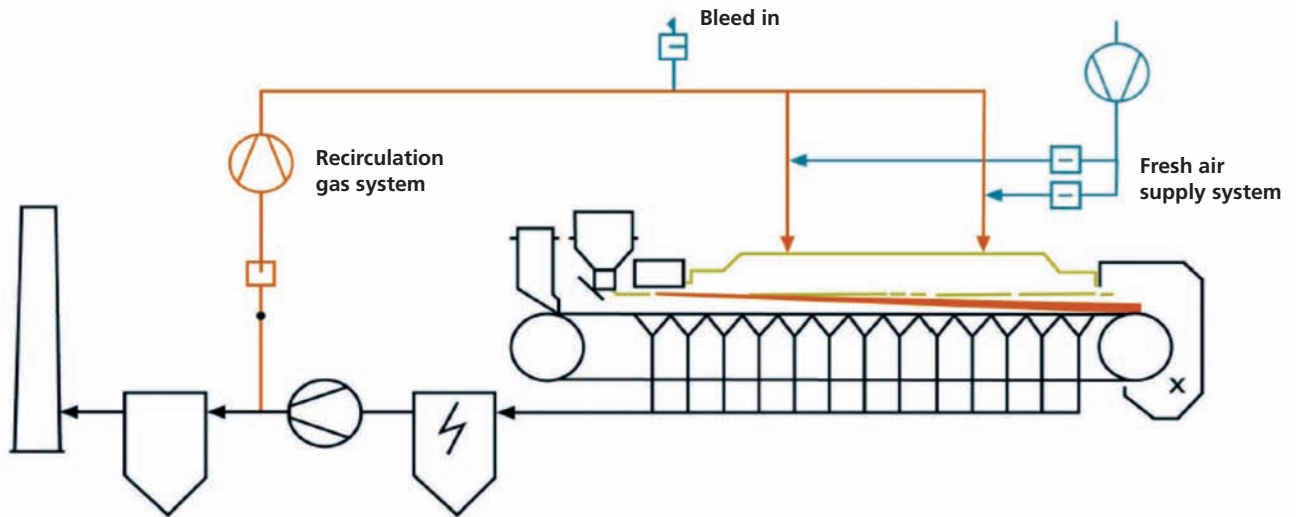 Bleed in
Recirculation
gas system
Fresh air
supply system
x